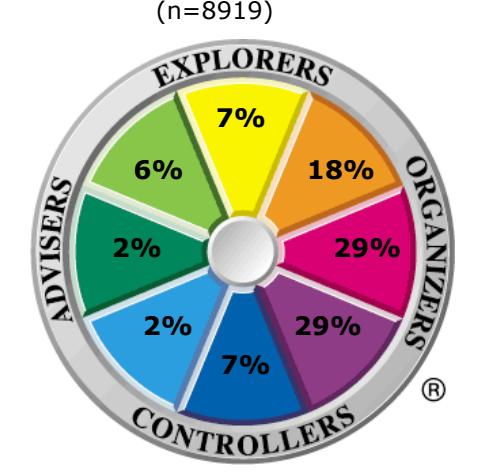 (n=8919)
EXPLORERS
7%
6%
18%
ADVISERS
2%
29%
ORGANIZERS
2%
29%
7%
CONTROLLERS
®